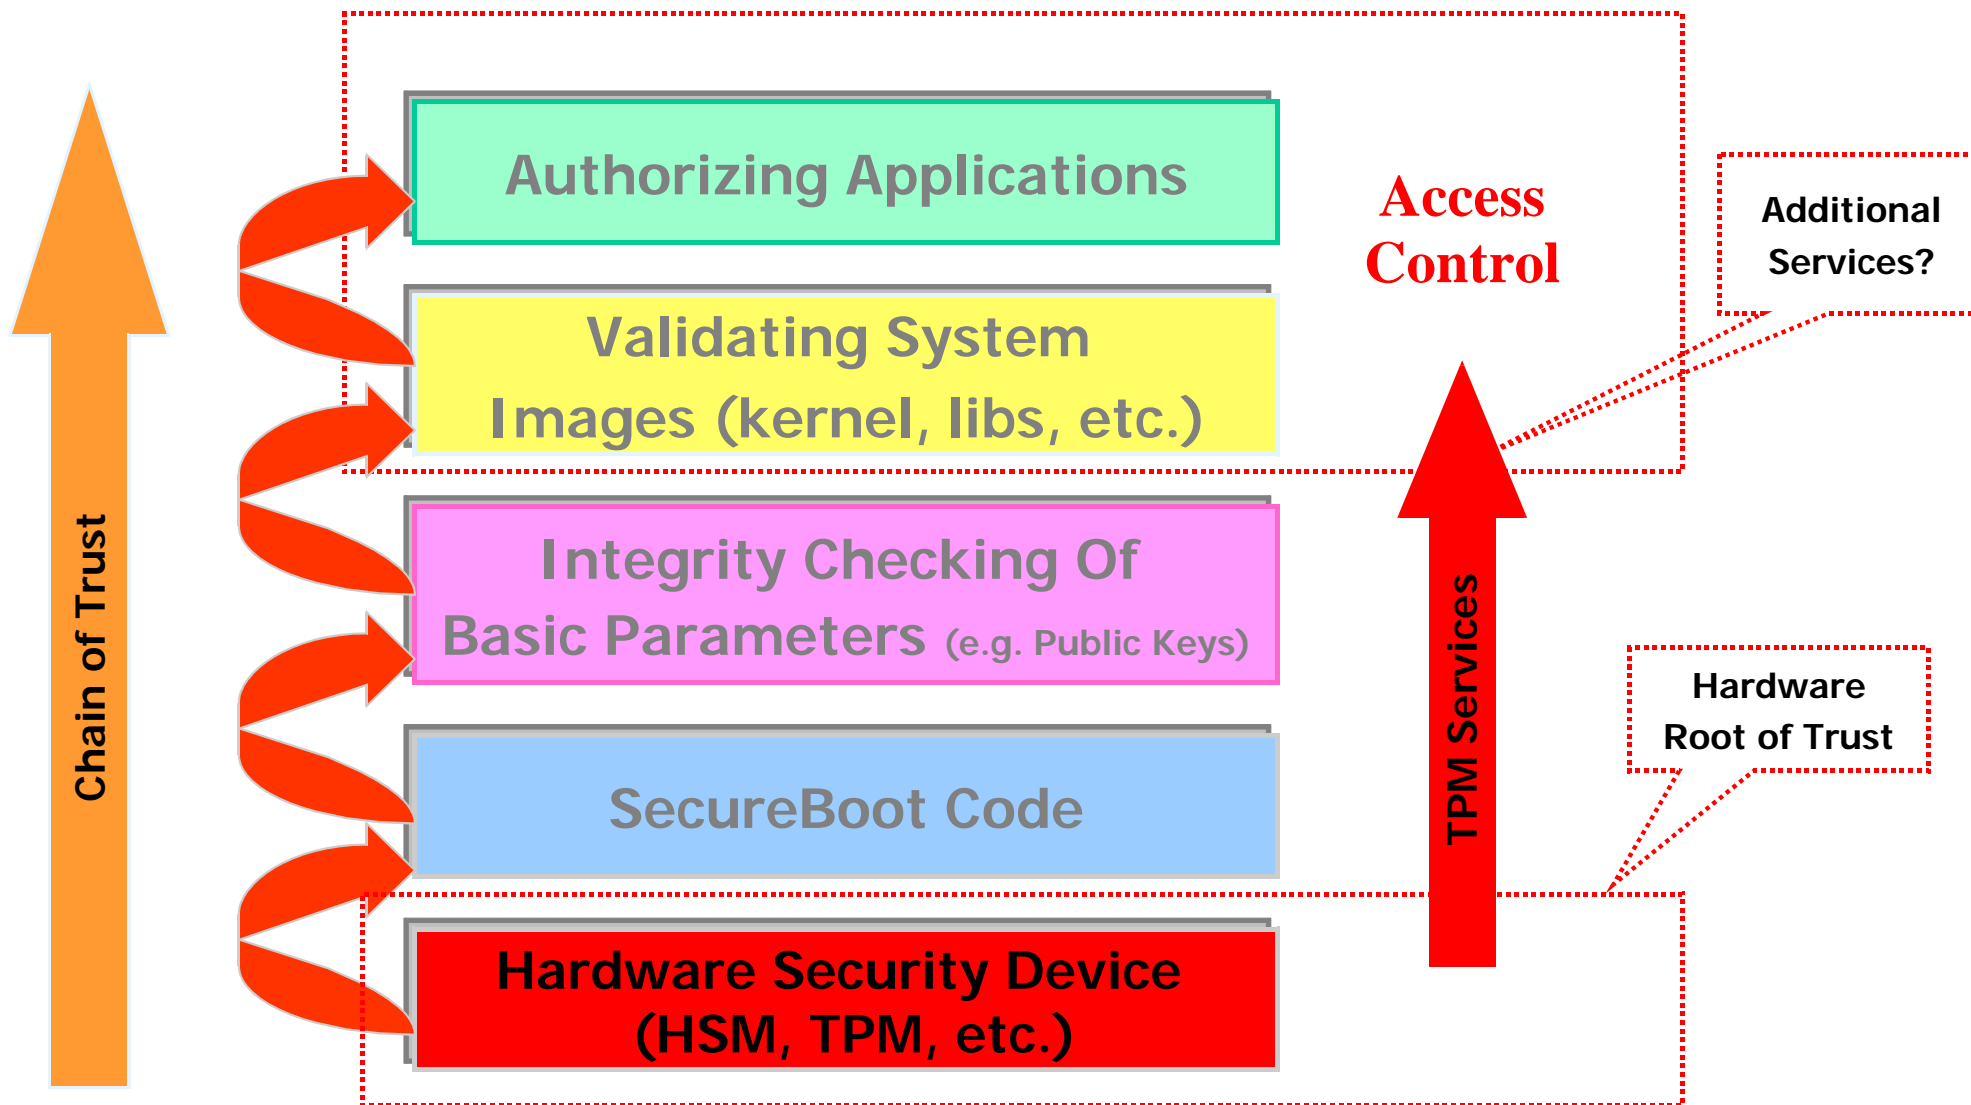 Authorizing Applications
Access
Control
Additional
Services?
Validating System
Images (kernel, libs, etc.)
Chain of Trust
Integrity Checking Of
Basic Parameters (e.g. Public Keys)
TPM Services
Hardware
Root of Trust
SecureBoot Code
Hardware Security Device
(HSM, TPM, etc.)